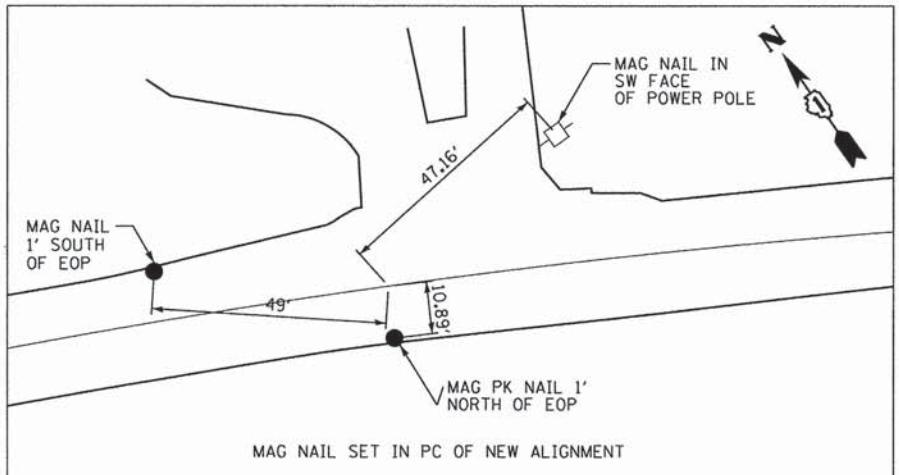 N
MAG NAIL IN
SW FACE
OF POWER POLE
47.16'
MAG NAIL
1' SOUTH
OF EOP
49'
10.89'
MAG PK NAIL 1'
NORTH OF EOP
MAG NAIL SET IN PC OF NEW ALIGNMENT